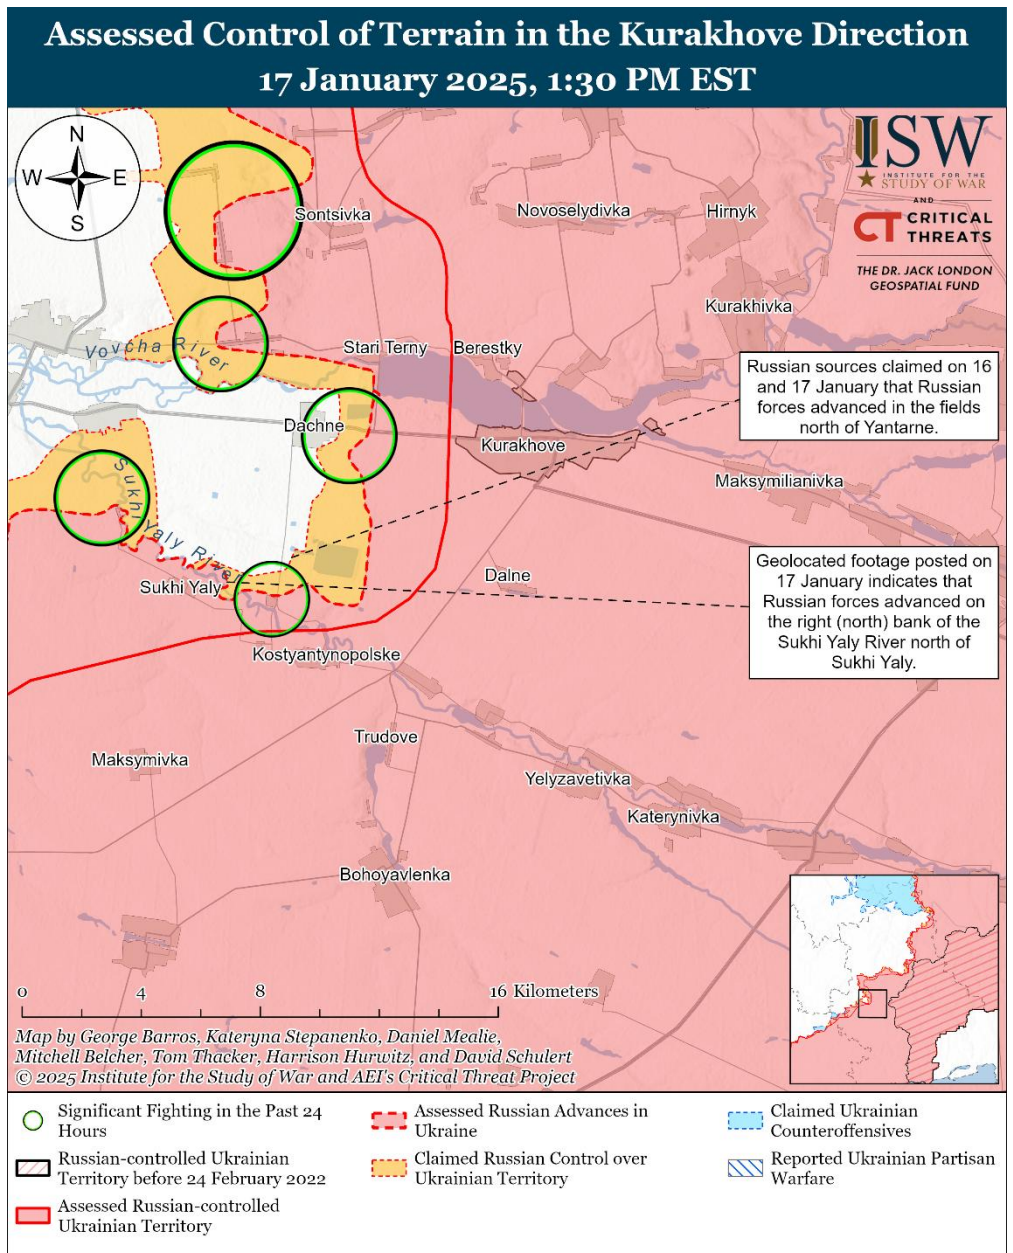 Assessed Control of Terrain in the Kurakhove Direction
17 January 2025, 1:30 PM EST
N
W
E
S
ISW
INSTITUTE FOR THE
STUDY OF WAR
AND
CT CRITICAL
THREATS
THE DR. JACK LONDON
GEOSPATIAL FUND
Sontsivka
Novoselydivka
Hirnyk
Kurakhivka
Vovcha River
Stari Terny
Berestky
Russian sources claimed on 16
and 17 January that Russian
forces advanced in the fields
north of Yantarne.
Dachne
Kurakhove
Maksymilianivka
Sukhi Yaly River
Sukhi Yaly
Dalne
Geolocated footage posted on
17 January indicates that
Russian forces advanced on
the right (north) bank of the
Sukhi Yaly River north of
Sukhi Yaly.
Kostyantynopolske
Trudove
Maksymivka
Yelyzavetivka
Katerynivka
Bohoyavlenka
0
4
8
16 Kilometers
Map by George Barros, Kateryna Stepanenko, Daniel Mealie,
Mitchell Belcher, Tom Thacker, Harrison Hurwitz, and David Schulert
© 2025 Institute for the Study of War and AEI's Critical Threat Project
Significant Fighting in the Past 24
Hours
Russian-controlled Ukrainian
Territory before 24 February 2022
Assessed Russian-controlled
Ukrainian Territory
Assessed Russian Advances in
Ukraine
Claimed Russian Control over
Ukrainian Territory
Claimed Ukrainian
Counteroffensives
Reported Ukrainian Partisan
Warfare